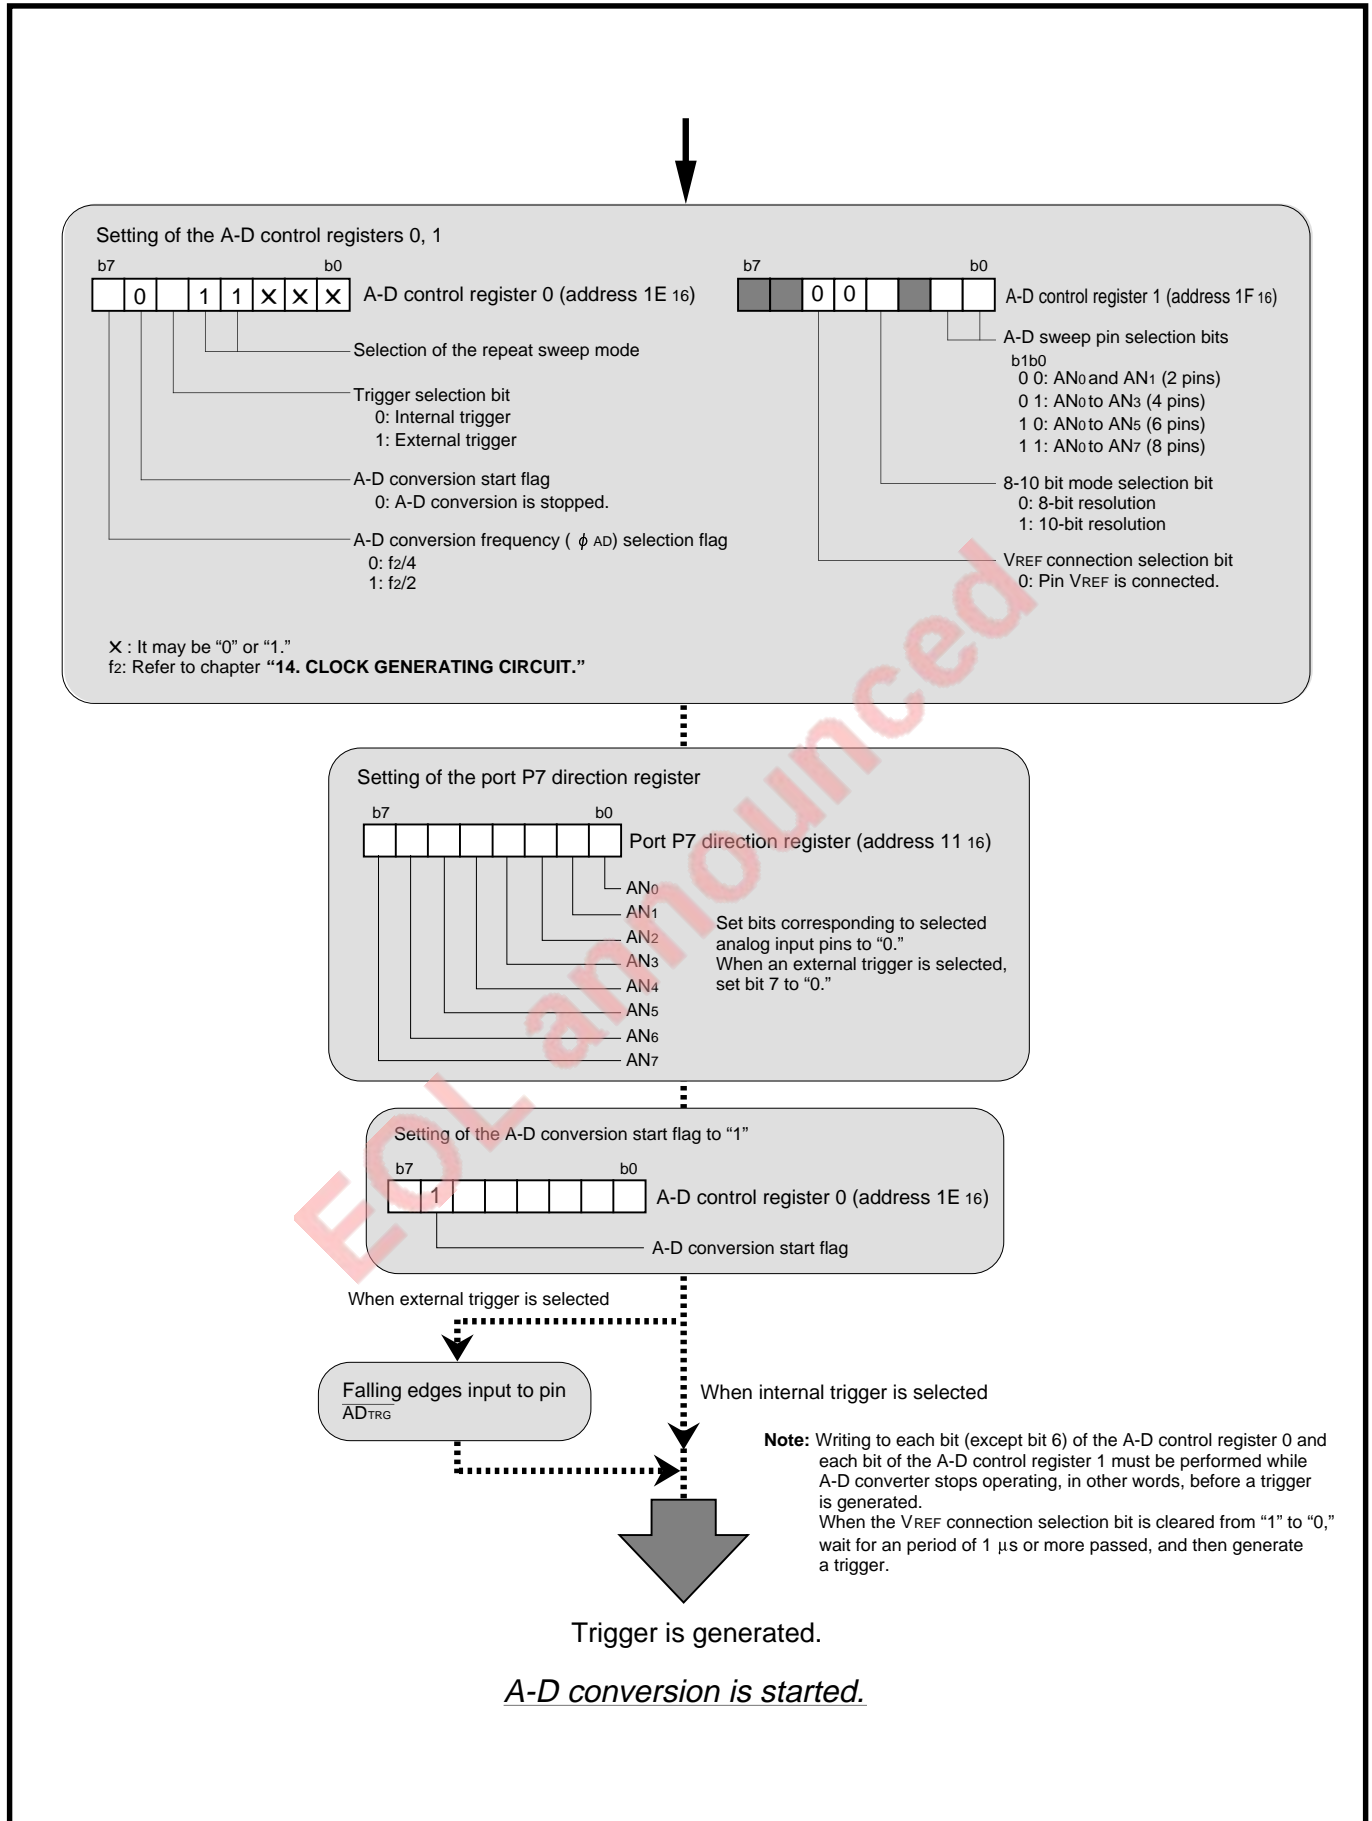 Setting of the A-D control registers 0, 1
b7 b0
0 1 1 × × × A-D control register 0 (address 1E 16)
Selection of the repeat sweep mode
Trigger selection bit
0: Internal trigger
1: External trigger
A-D conversion start flag
0: A-D conversion is stopped.
A-D conversion frequency ( ϕ AD) selection flag
0: f2/4
1: f2/2
b7 b0
0 0 A-D control register 1 (address 1F 16)
A-D sweep pin selection bits
b1b0
0 0: AN0 and AN1 (2 pins)
0 1: AN0 to AN3 (4 pins)
1 0: AN0 to AN5 (6 pins)
1 1: AN0 to AN7 (8 pins)
8-10 bit mode selection bit
0: 8-bit resolution
1: 10-bit resolution
VREF connection selection bit
0: Pin VREF is connected.
× : It may be “0” or “1.”
f2: Refer to chapter “14. CLOCK GENERATING CIRCUIT.”
Setting of the port P7 direction register
b7 b0
Port P7 direction register (address 11 16)
AN0
AN1
AN2
AN3
AN4
AN5
AN6
AN7
Set bits corresponding to selected
analog input pins to “0.”
When an external trigger is selected,
set bit 7 to “0.”
Setting of the A-D conversion start flag to “1”
b7 b0
1 A-D control register 0 (address 1E 16)
A-D conversion start flag
When external trigger is selected
Falling edges input to pin
ADTRG
When internal trigger is selected
Note: Writing to each bit (except bit 6) of the A-D control register 0 and
each bit of the A-D control register 1 must be performed while
A-D converter stops operating, in other words, before a trigger
is generated.
When the VREF connection selection bit is cleared from “1” to “0,”
wait for an period of 1 μs or more passed, and then generate
a trigger.
Trigger is generated.
A-D conversion is started.
EOL announced